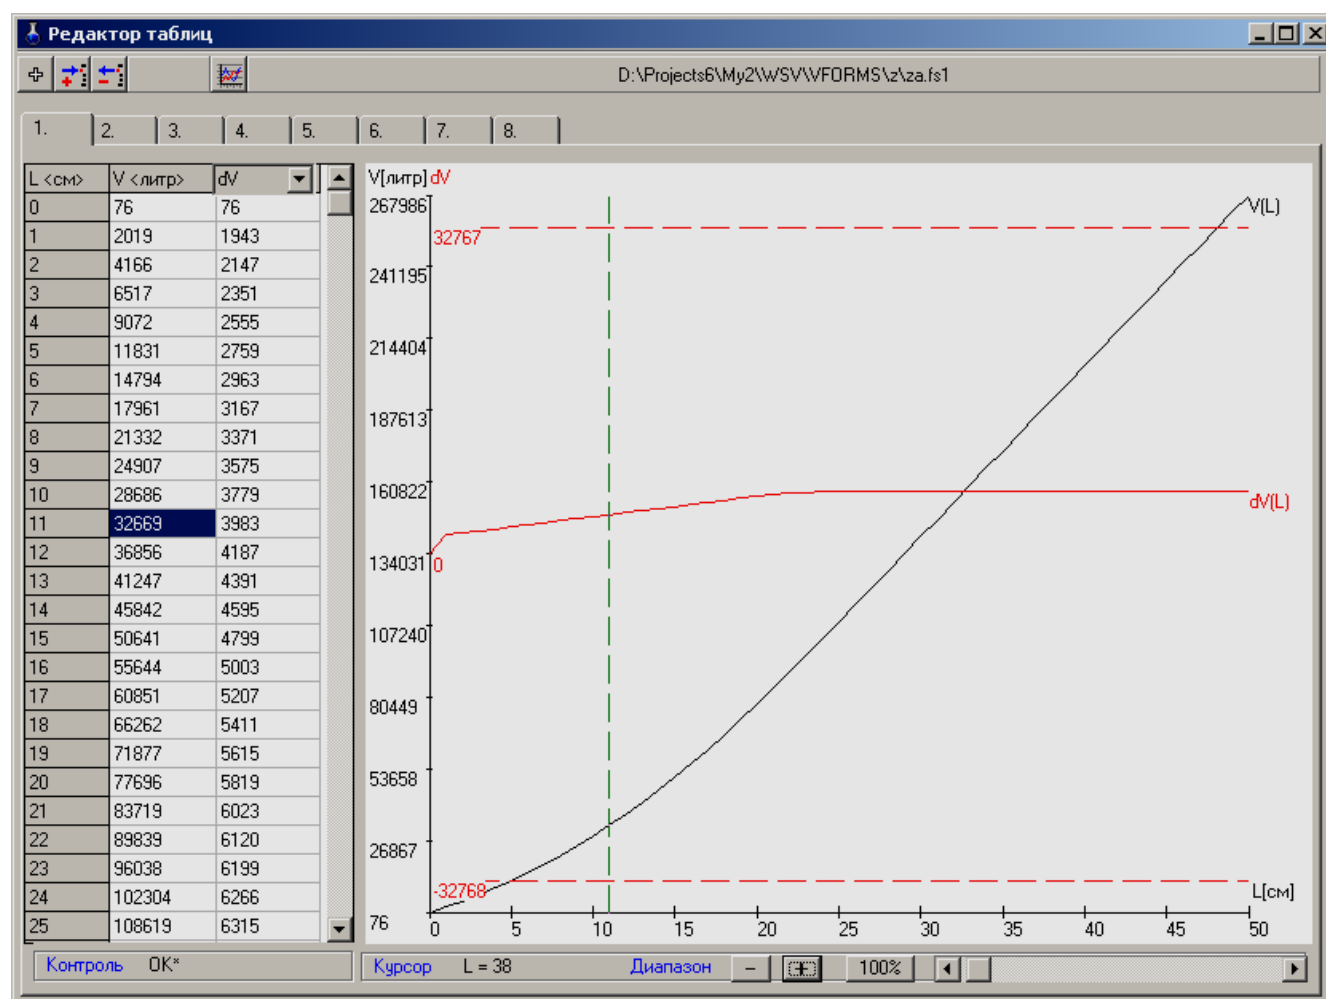 Редактор таблиц
D:\Projects6\My2\WSV\VFORMS\z\za.fs1
1. 2. 3. 4. 5. 6. 7. 8.
L <см> V <литр> dV
0 76 76
1 2019 1943
2 4166 2147
3 6517 2351
4 9072 2555
5 11831 2759
6 14794 2963
7 17961 3167
8 21332 3371
9 24907 3575
10 28686 3779
11 32669 3983
12 36856 4187
13 41247 4391
14 45842 4595
15 50641 4799
16 55644 5003
17 60851 5207
18 66262 5411
19 71877 5615
20 77696 5819
21 83719 6023
22 89839 6120
23 96038 6199
24 102304 6266
25 108619 6315
V[литр] dV
267986
V(L)
32767
241195
214404
187613
160822
dV(L)
134031
0
107240
80449
53658
26867
-32768
L[см]
76
0 5 10 15 20 25 30 35 40 45 50
Контроль OK*
Курсор L = 38 Диапазон - + 100%